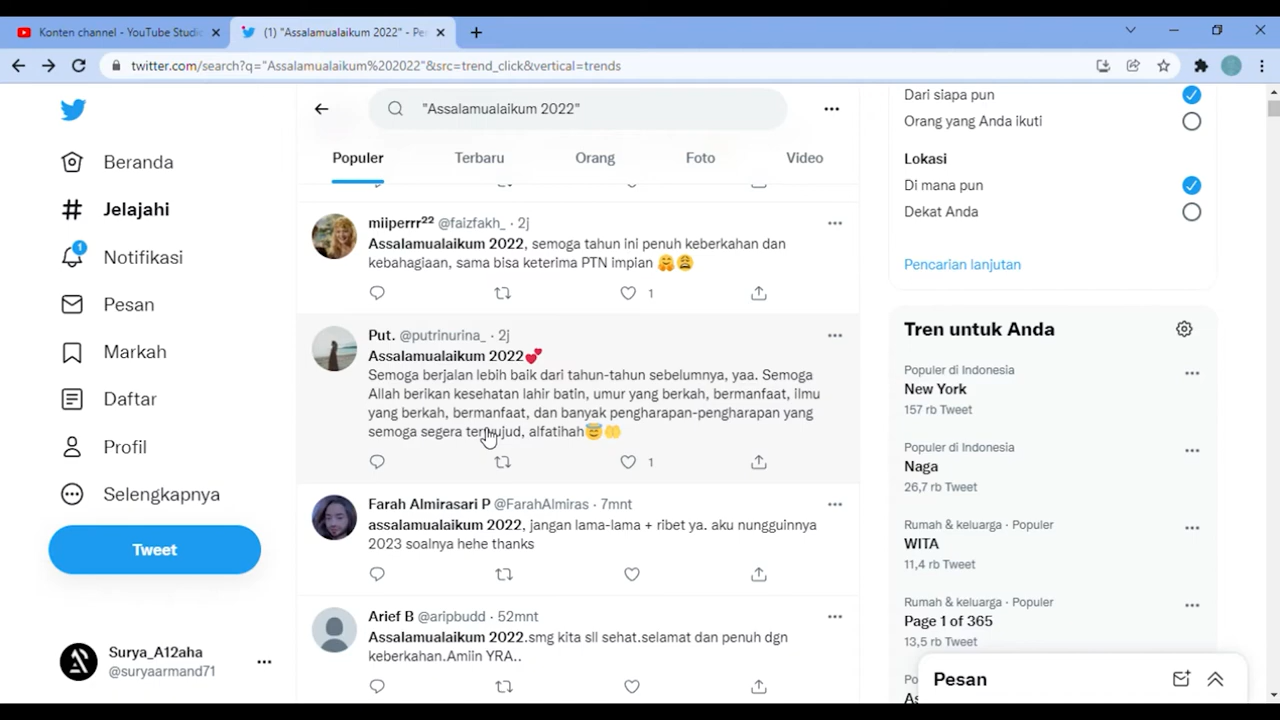 Konten channel - YouTube Studio
(1) "Assalamualaikum 2022" - Pe
twitter.com/search?q="Assalamualaikum%202022"&src=trend_click&vertical=trends
"Assalamualaikum 2022"
Populer
Terbaru
Orang
Foto
Video
Beranda
Jelajahi
1
Notifikasi
Pesan
Markah
Daftar
Profil
Selengkapnya
Tweet
Surya_A12aha
@suryaarmand71
miiperrr²² @faizfakh_ · 2j
Assalamualaikum 2022, semoga tahun ini penuh keberkahan dan
kebahagiaan, sama bisa keterima PTN impian 🤗😩
1
Put. @putrinurina_ · 2j
Assalamualaikum 2022💕
Semoga berjalan lebih baik dari tahun-tahun sebelumnya, yaa. Semoga
Allah berikan kesehatan lahir batin, umur yang berkah, bermanfaat, ilmu
yang berkah, bermanfaat, dan banyak pengharapan-pengharapan yang
semoga segera terwujud, alfatihah😇🤲
1
Farah Almirasari P @FarahAlmiras · 7mnt
assalamualaikum 2022, jangan lama-lama + ribet ya. aku nungguinnya
2023 soalnya hehe thanks
Arief B @aripbudd · 52mnt
Assalamualaikum 2022.smg kita sll sehat.selamat dan penuh dgn
keberkahan.Amiin YRA..
Dari siapa pun
Orang yang Anda ikuti
Lokasi
Di mana pun
Dekat Anda
Pencarian lanjutan
Tren untuk Anda
Populer di Indonesia
New York
157 rb Tweet
Populer di Indonesia
Naga
26,7 rb Tweet
Rumah & keluarga · Populer
WITA
11,4 rb Tweet
Rumah & keluarga · Populer
Page 1 of 365
13,5 rb Tweet
Pesan